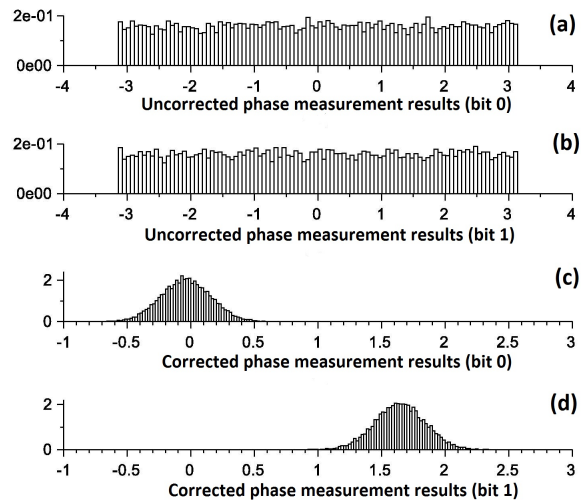 (a)
2e-01
0e00
-4 -3 -2 -1 0 1 2 3 4
Uncorrected phase measurement results (bit 0)
(b)
2e-01
0e00
-4 -3 -2 -1 0 1 2 3 4
Uncorrected phase measurement results (bit 1)
(c)
2
0
-1 -0.5 0 0.5 1 1.5 2 2.5 3
Corrected phase measurement results (bit 0)
(d)
2
0
-1 -0.5 0 0.5 1 1.5 2 2.5 3
Corrected phase measurement results (bit 1)